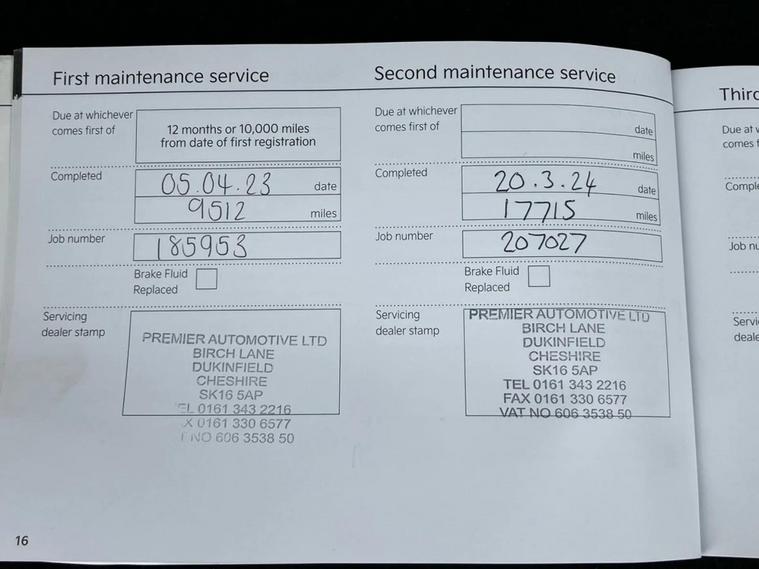 First maintenance service
Due at whichever
comes first of
12 months or 10,000 miles
from date of first registration
Completed
05.04.23 date
9512 miles
Job number
185953
Brake Fluid
Replaced
Servicing
dealer stamp
PREMIER AUTOMOTIVE LTD
BIRCH LANE
DUKINFIELD
CHESHIRE
SK16 5AP
EL 0161 343 2216
X 0161 330 6577
NO 606 3538 50
16
Second maintenance service
Due at whichever
comes first of
date
miles
Completed
20.3.24 date
17715 miles
Job number
207027
Brake Fluid
Replaced
Servicing
dealer stamp
PREMIER AUTOMOTIVE LTD
BIRCH LANE
DUKINFIELD
CHESHIRE
SK16 5AP
TEL 0161 343 2216
FAX 0161 330 6577
VAT NO 606 3538 50
Third
Due at
comes
Comple
Job nu
Servi
deale